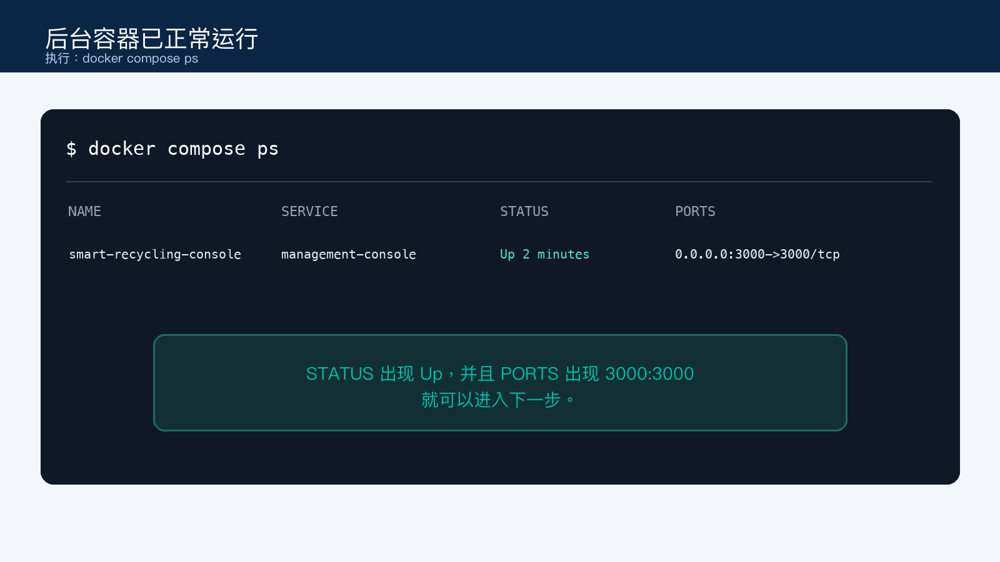 后台容器已正常运行
执行：docker compose ps
$ docker compose ps
NAME SERVICE STATUS PORTS
smart-recycling-console management-console Up 2 minutes 0.0.0.0:3000->3000/tcp
STATUS 出现 Up，并且 PORTS 出现 3000:3000
就可以进入下一步。